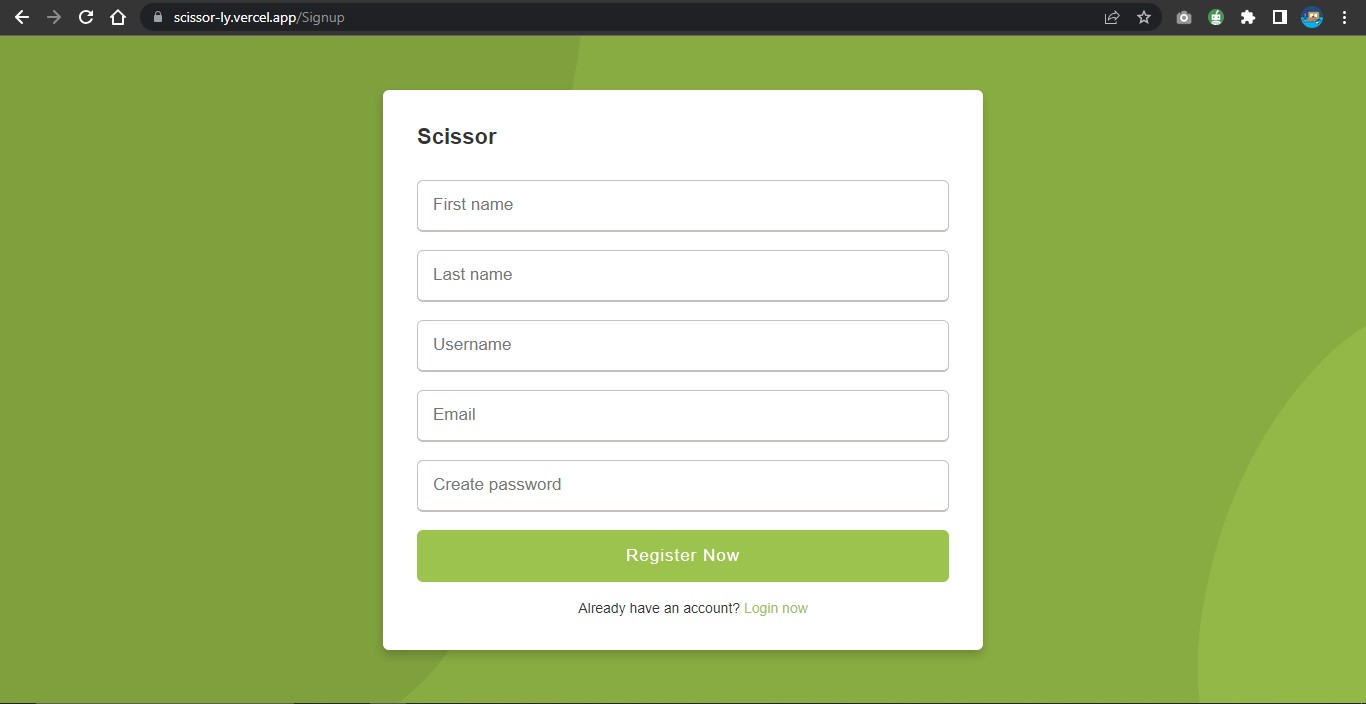 scissor-ly.vercel.app/Signup
Scissor
First name
Last name
Username
Email
Create password
Register Now
Already have an account? Login now